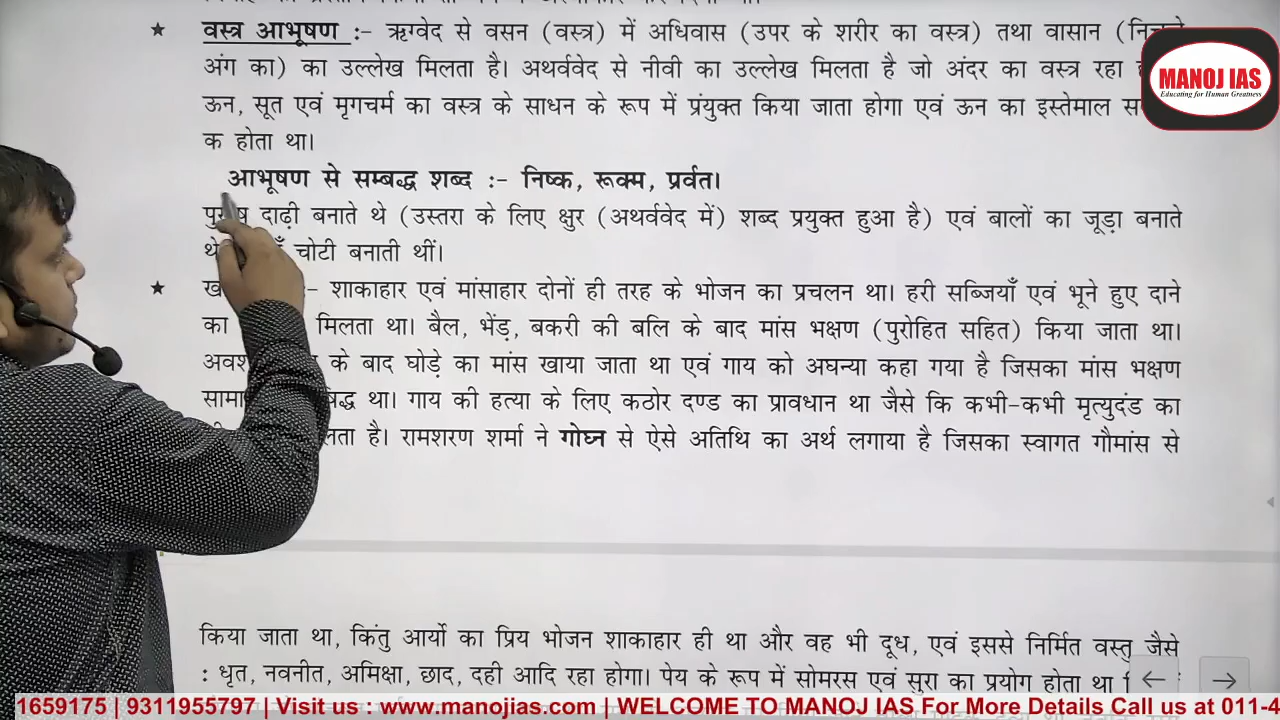 वस्त्र आभूषण :- ऋग्वेद से वसन (वस्त्र) में अधिवास (उपर के शरीर का वस्त्र) तथा वासान
अंग का) का उल्लेख मिलता है। अथर्ववेद से नीवी का उल्लेख मिलता है जो अंदर का वस्त्र रहा
ऊन, सूत एवं मृगचर्म का वस्त्र के साधन के रूप में प्रंयुक्त किया जाता होगा एवं ऊन का इस्तेमाल
क होता था।
आभूषण से सम्बद्ध शब्द :- निष्क, रूक्म, प्रर्वत।
दाढ़ी बनाते थे (उस्तरा के लिए क्षुर (अथर्ववेद में) शब्द प्रयुक्त हुआ है) एवं बालों का जूड़ा बनाते
थे चोटी बनाती थीं।
:- शाकाहार एवं मांसाहार दोनों ही तरह के भोजन का प्रचलन था। हरी सब्जियाँ एवं भूने हुए दाने
का मिलता था। बैल, भेंड़, बकरी की बलि के बाद मांस भक्षण (पुरोहित सहित) किया जाता था।
के बाद घोड़े का मांस खाया जाता था एवं गाय को अघन्या कहा गया है जिसका मांस भक्षण
था। गाय की हत्या के लिए कठोर दण्ड का प्रावधान था जैसे कि कभी-कभी मृत्युदंड का
है। रामशरण शर्मा ने गोघ्न से ऐसे अतिथि का अर्थ लगाया है जिसका स्वागत गौमांस से
किया जाता था, किंतु आर्यो का प्रिय भोजन शाकाहार ही था और वह भी दूध, एवं इससे निर्मित वस्तु जैसे
: धृत, नवनीत, अमिक्षा, छाद, दही आदि रहा होगा। पेय के रूप में सोमरस एवं सुरा का प्रयोग होता था
MANOJ IAS
Educating for Human Greatness
1659175 | 9311955797 | Visit us : www.manojias.com | WELCOME TO MANOJ IAS For More Details Call us at 011-4